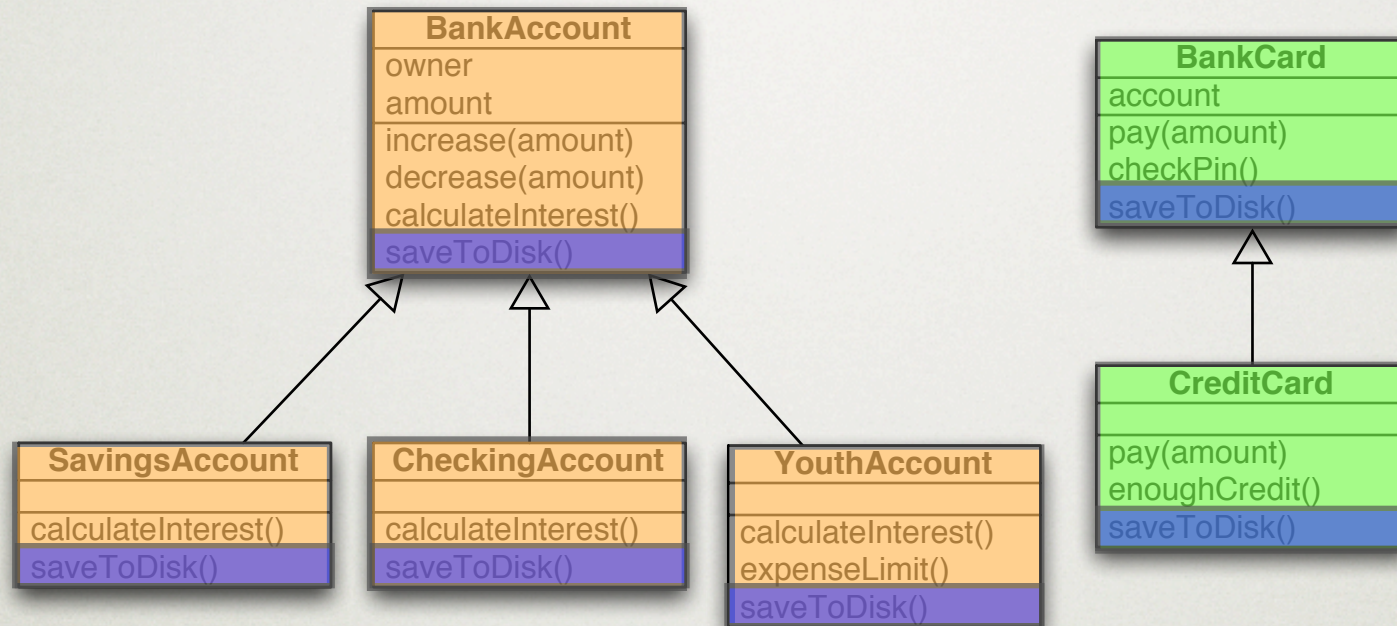 BankAccount
owner
amount
increase(amount)
decrease(amount)
calculateInterest()
saveToDisk()
BankCard
account
pay(amount)
checkPin()
saveToDisk()
SavingsAccount
calculateInterest()
saveToDisk()
CheckingAccount
calculateInterest()
saveToDisk()
YouthAccount
calculateInterest()
expenseLimit()
saveToDisk()
CreditCard
pay(amount)
enoughCredit()
saveToDisk()